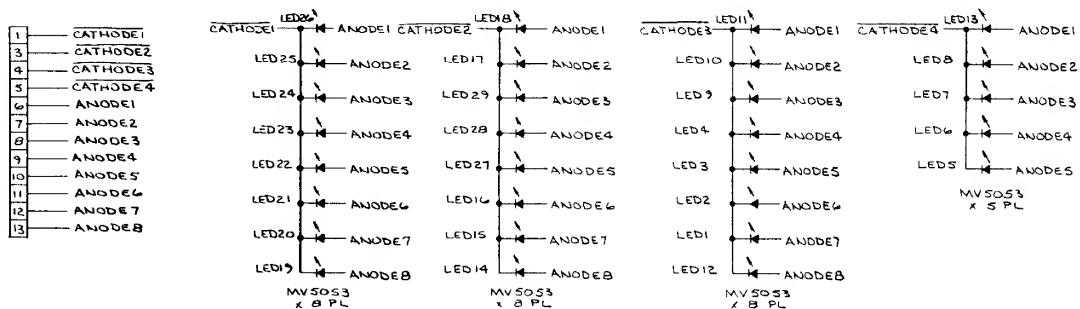 1 CATHODE1
3 CATHODE2
4 CATHODE3
5 CATHODE4
6 ANODE1
7 ANODE2
8 ANODE3
9 ANODE4
10 ANODE5
11 ANODE6
12 ANODE7
13 ANODE8
CATHODE1 LED26 ANODE1
LED25 ANODE2
LED24 ANODE3
LED23 ANODE4
LED22 ANODE5
LED21 ANODE6
LED20 ANODE7
LED19 ANODE8
MV5053
x 8 PL
CATHODE2 LED18 ANODE1
LED17 ANODE2
LED29 ANODE3
LED28 ANODE4
LED27 ANODE5
LED16 ANODE6
LED15 ANODE7
LED14 ANODE8
MV5053
x 8 PL
CATHODE3 LED11 ANODE1
LED10 ANODE2
LED9 ANODE3
LED4 ANODE4
LED3 ANODE5
LED2 ANODE6
LED1 ANODE7
LED12 ANODE8
MV5053
x 8 PL
CATHODE4 LED13 ANODE1
LED8 ANODE2
LED7 ANODE3
LED6 ANODE4
LED5 ANODE5
MV5053
x 5 PL